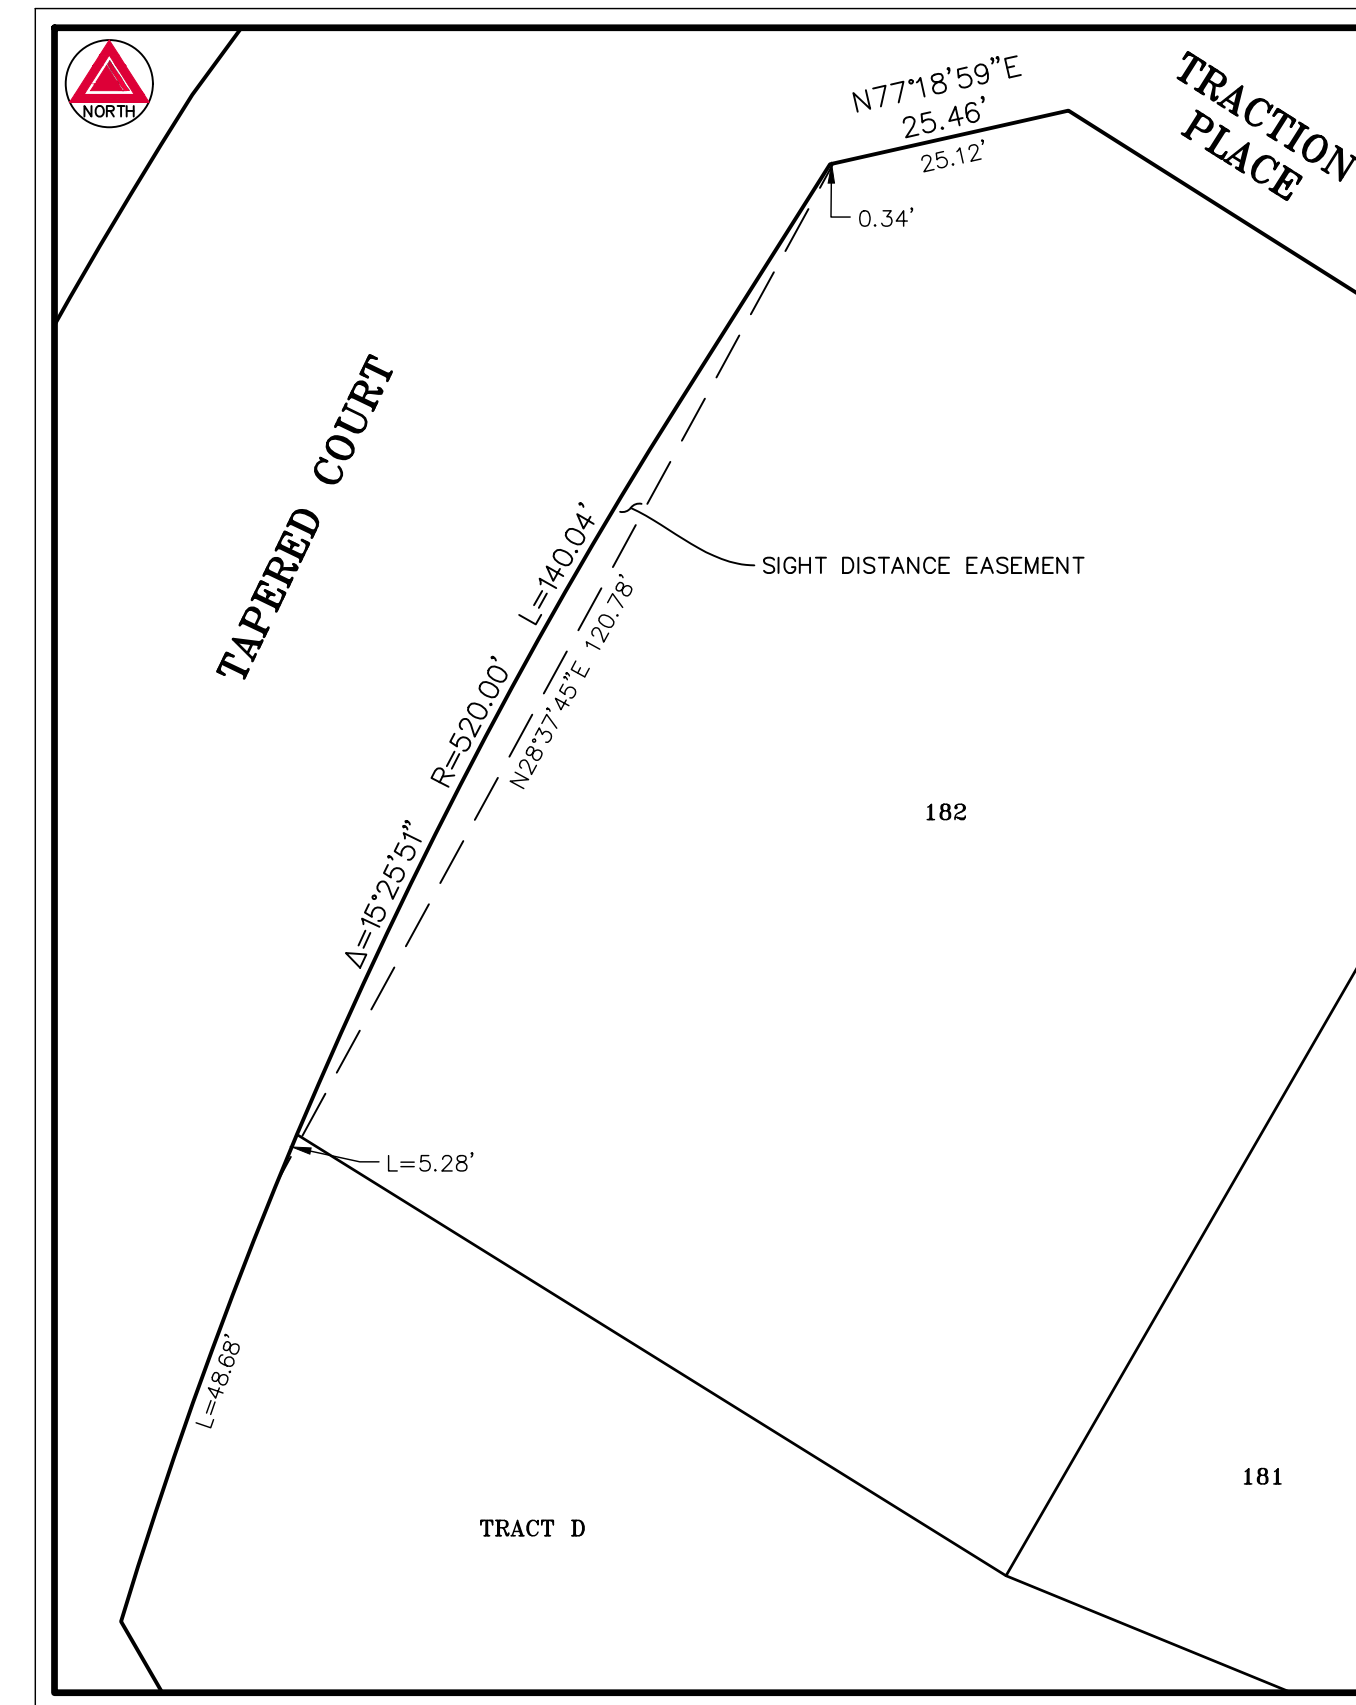 NORTH
N77°18'59"E
25.46'
25.12'
0.34'
TRACTION
PLACE
TAPERED COURT
L=140.04'
R=520.00'
Δ=15°25'51"
SIGHT DISTANCE EASEMENT
N28°37'45"E 120.78'
182
L=5.28'
L=48.68'
181
TRACT D